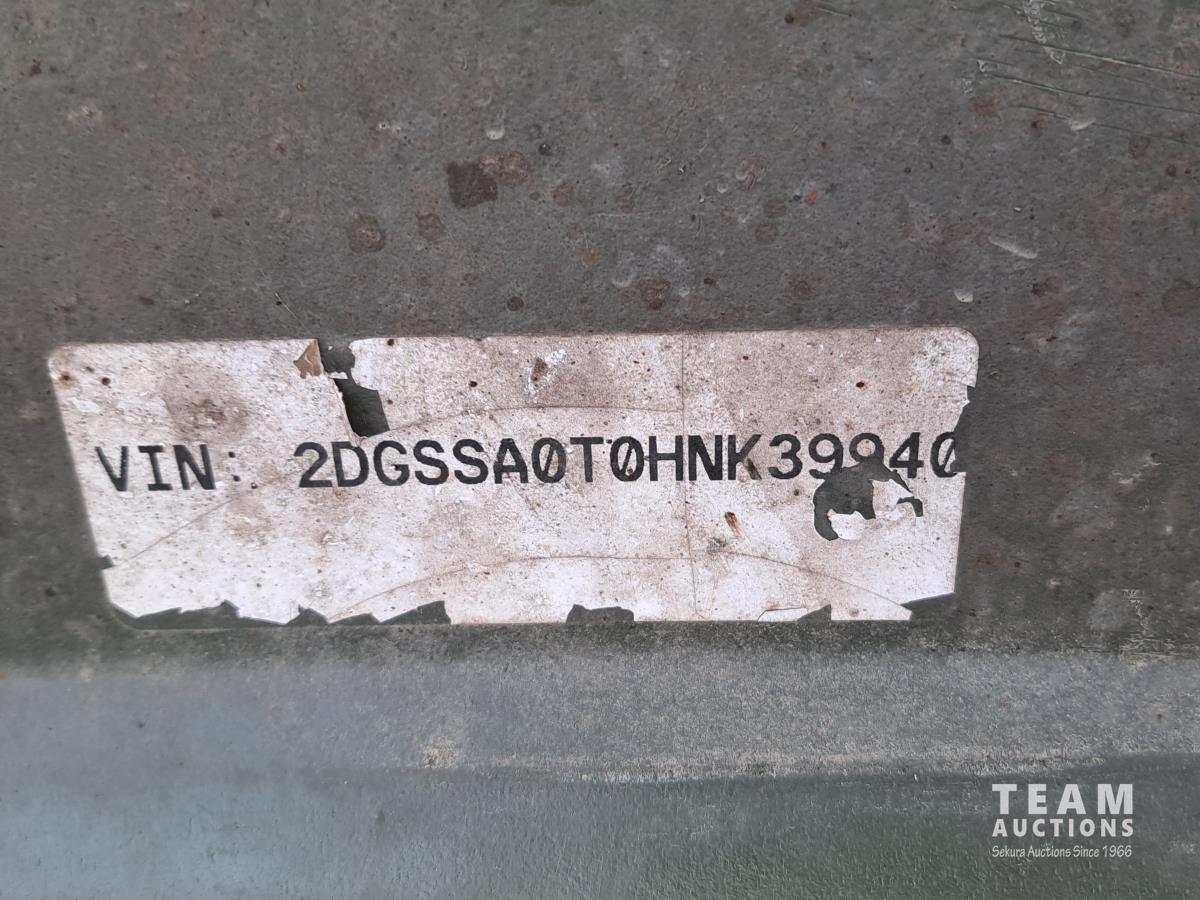 VIN: 2DGSSA0T0HNK39940
TEAM
AUCTIONS
Sekura Auctions Since 1966